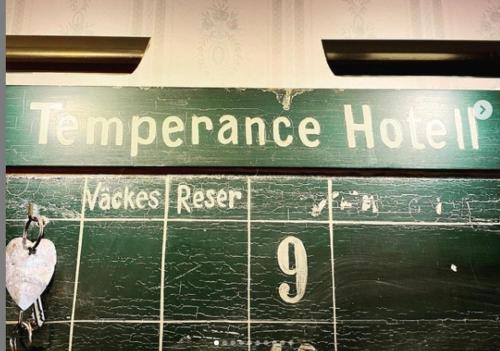 Temperance Hotell
Väckes Reser
9